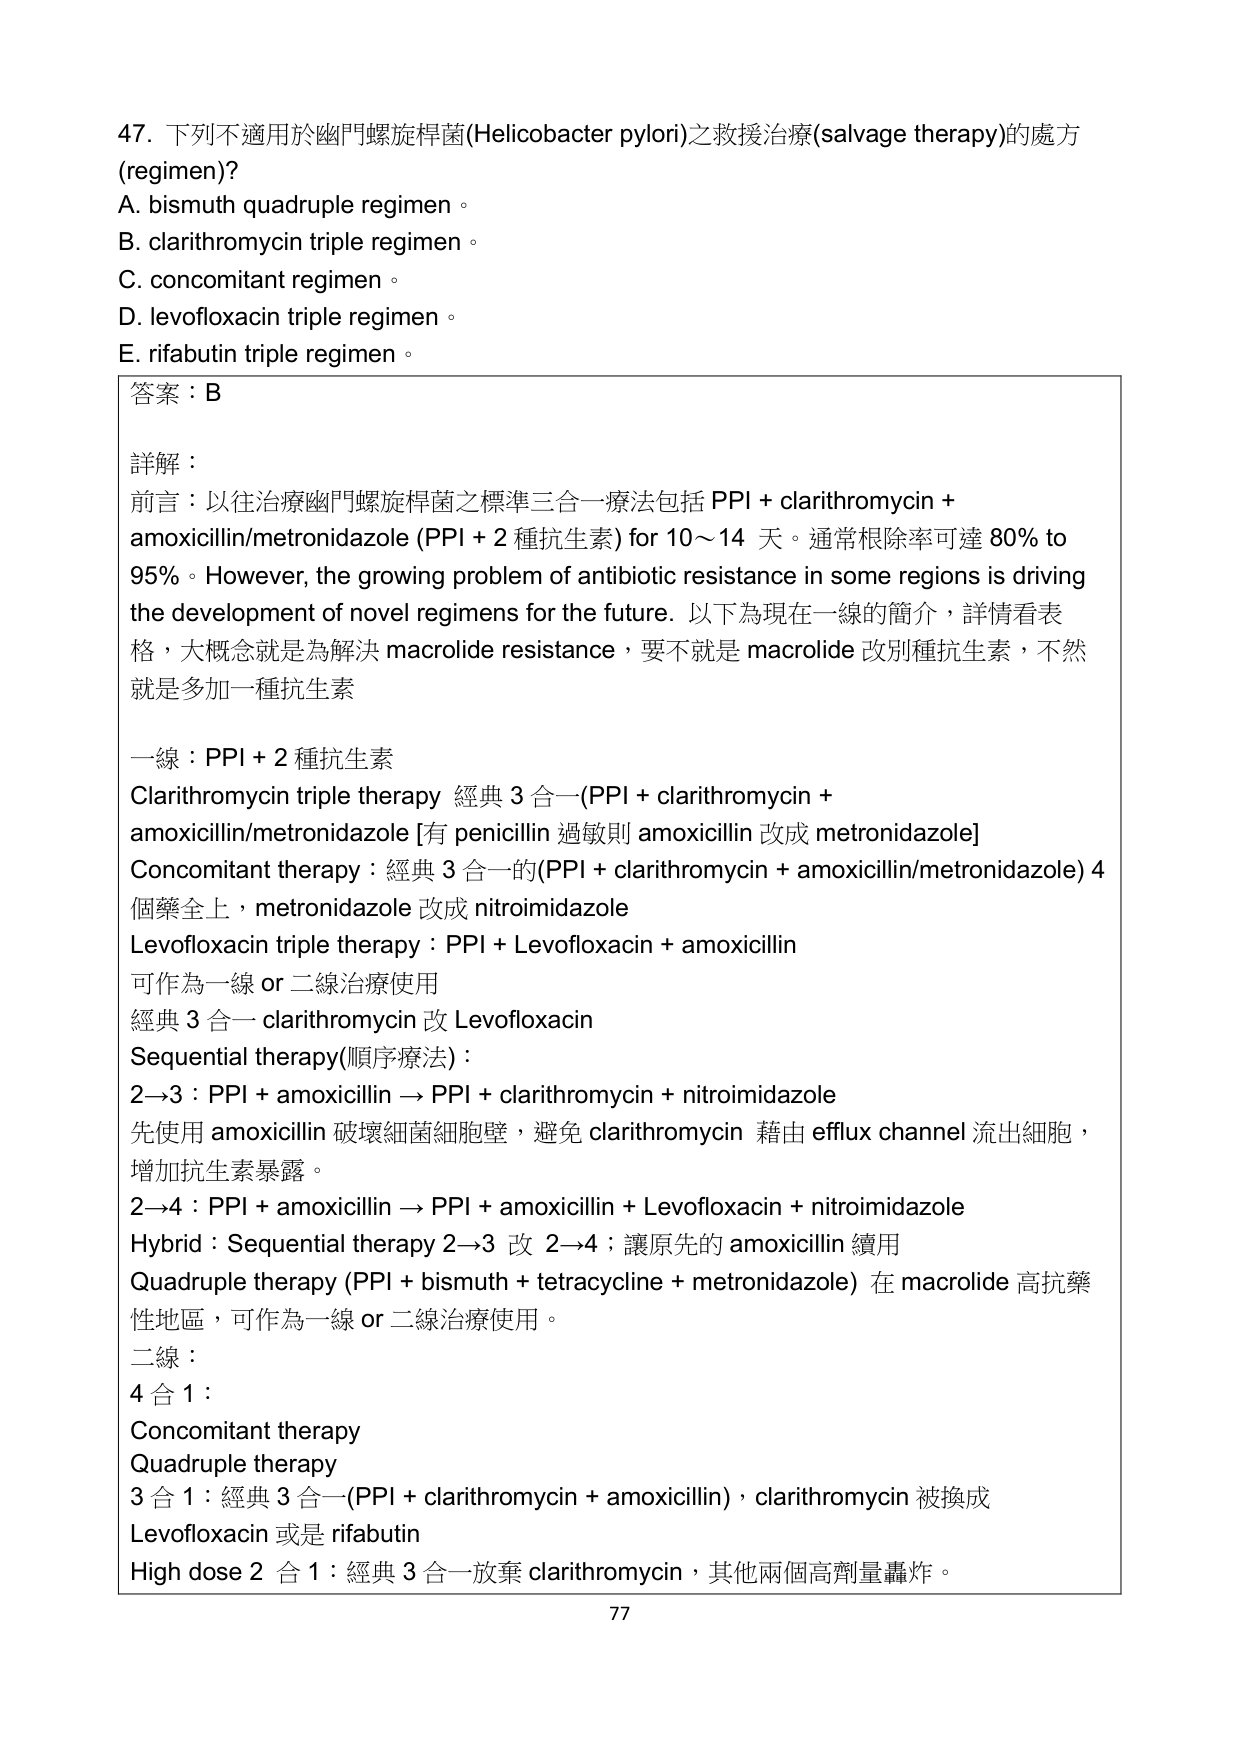 47. 下列不適用於幽門螺旋桿菌(Helicobacter pylori)之救援治療(salvage therapy)的處方
(regimen)?
A. bismuth quadruple regimen。
B. clarithromycin triple regimen。
C. concomitant regimen。
D. levofloxacin triple regimen。
E. rifabutin triple regimen。
答案：B
詳解：
前言：以往治療幽門螺旋桿菌之標準三合一療法包括 PPI + clarithromycin +
amoxicillin/metronidazole (PPI + 2 種抗生素) for 10～14 天。通常根除率可達 80% to
95%。However, the growing problem of antibiotic resistance in some regions is driving
the development of novel regimens for the future. 以下為現在一線的簡介，詳情看表
格，大概念就是為解決 macrolide resistance，要不就是 macrolide 改別種抗生素，不然
就是多加一種抗生素
一線：PPI + 2 種抗生素
Clarithromycin triple therapy 經典 3 合一(PPI + clarithromycin +
amoxicillin/metronidazole [有 penicillin 過敏則 amoxicillin 改成 metronidazole]
Concomitant therapy：經典 3 合一的(PPI + clarithromycin + amoxicillin/metronidazole) 4
個藥全上，metronidazole 改成 nitroimidazole
Levofloxacin triple therapy：PPI + Levofloxacin + amoxicillin
可作為一線 or 二線治療使用
經典 3 合一 clarithromycin 改 Levofloxacin
Sequential therapy(順序療法)：
2→3：PPI + amoxicillin → PPI + clarithromycin + nitroimidazole
先使用 amoxicillin 破壞細菌細胞壁，避免 clarithromycin 藉由 efflux channel 流出細胞，
增加抗生素暴露。
2→4：PPI + amoxicillin → PPI + amoxicillin + Levofloxacin + nitroimidazole
Hybrid：Sequential therapy 2→3 改 2→4；讓原先的 amoxicillin 續用
Quadruple therapy (PPI + bismuth + tetracycline + metronidazole) 在 macrolide 高抗藥
性地區，可作為一線 or 二線治療使用。
二線：
4 合 1：
Concomitant therapy
Quadruple therapy
3 合 1：經典 3 合一(PPI + clarithromycin + amoxicillin)，clarithromycin 被換成
Levofloxacin 或是 rifabutin
High dose 2 合 1：經典 3 合一放棄 clarithromycin，其他兩個高劑量轟炸。
77